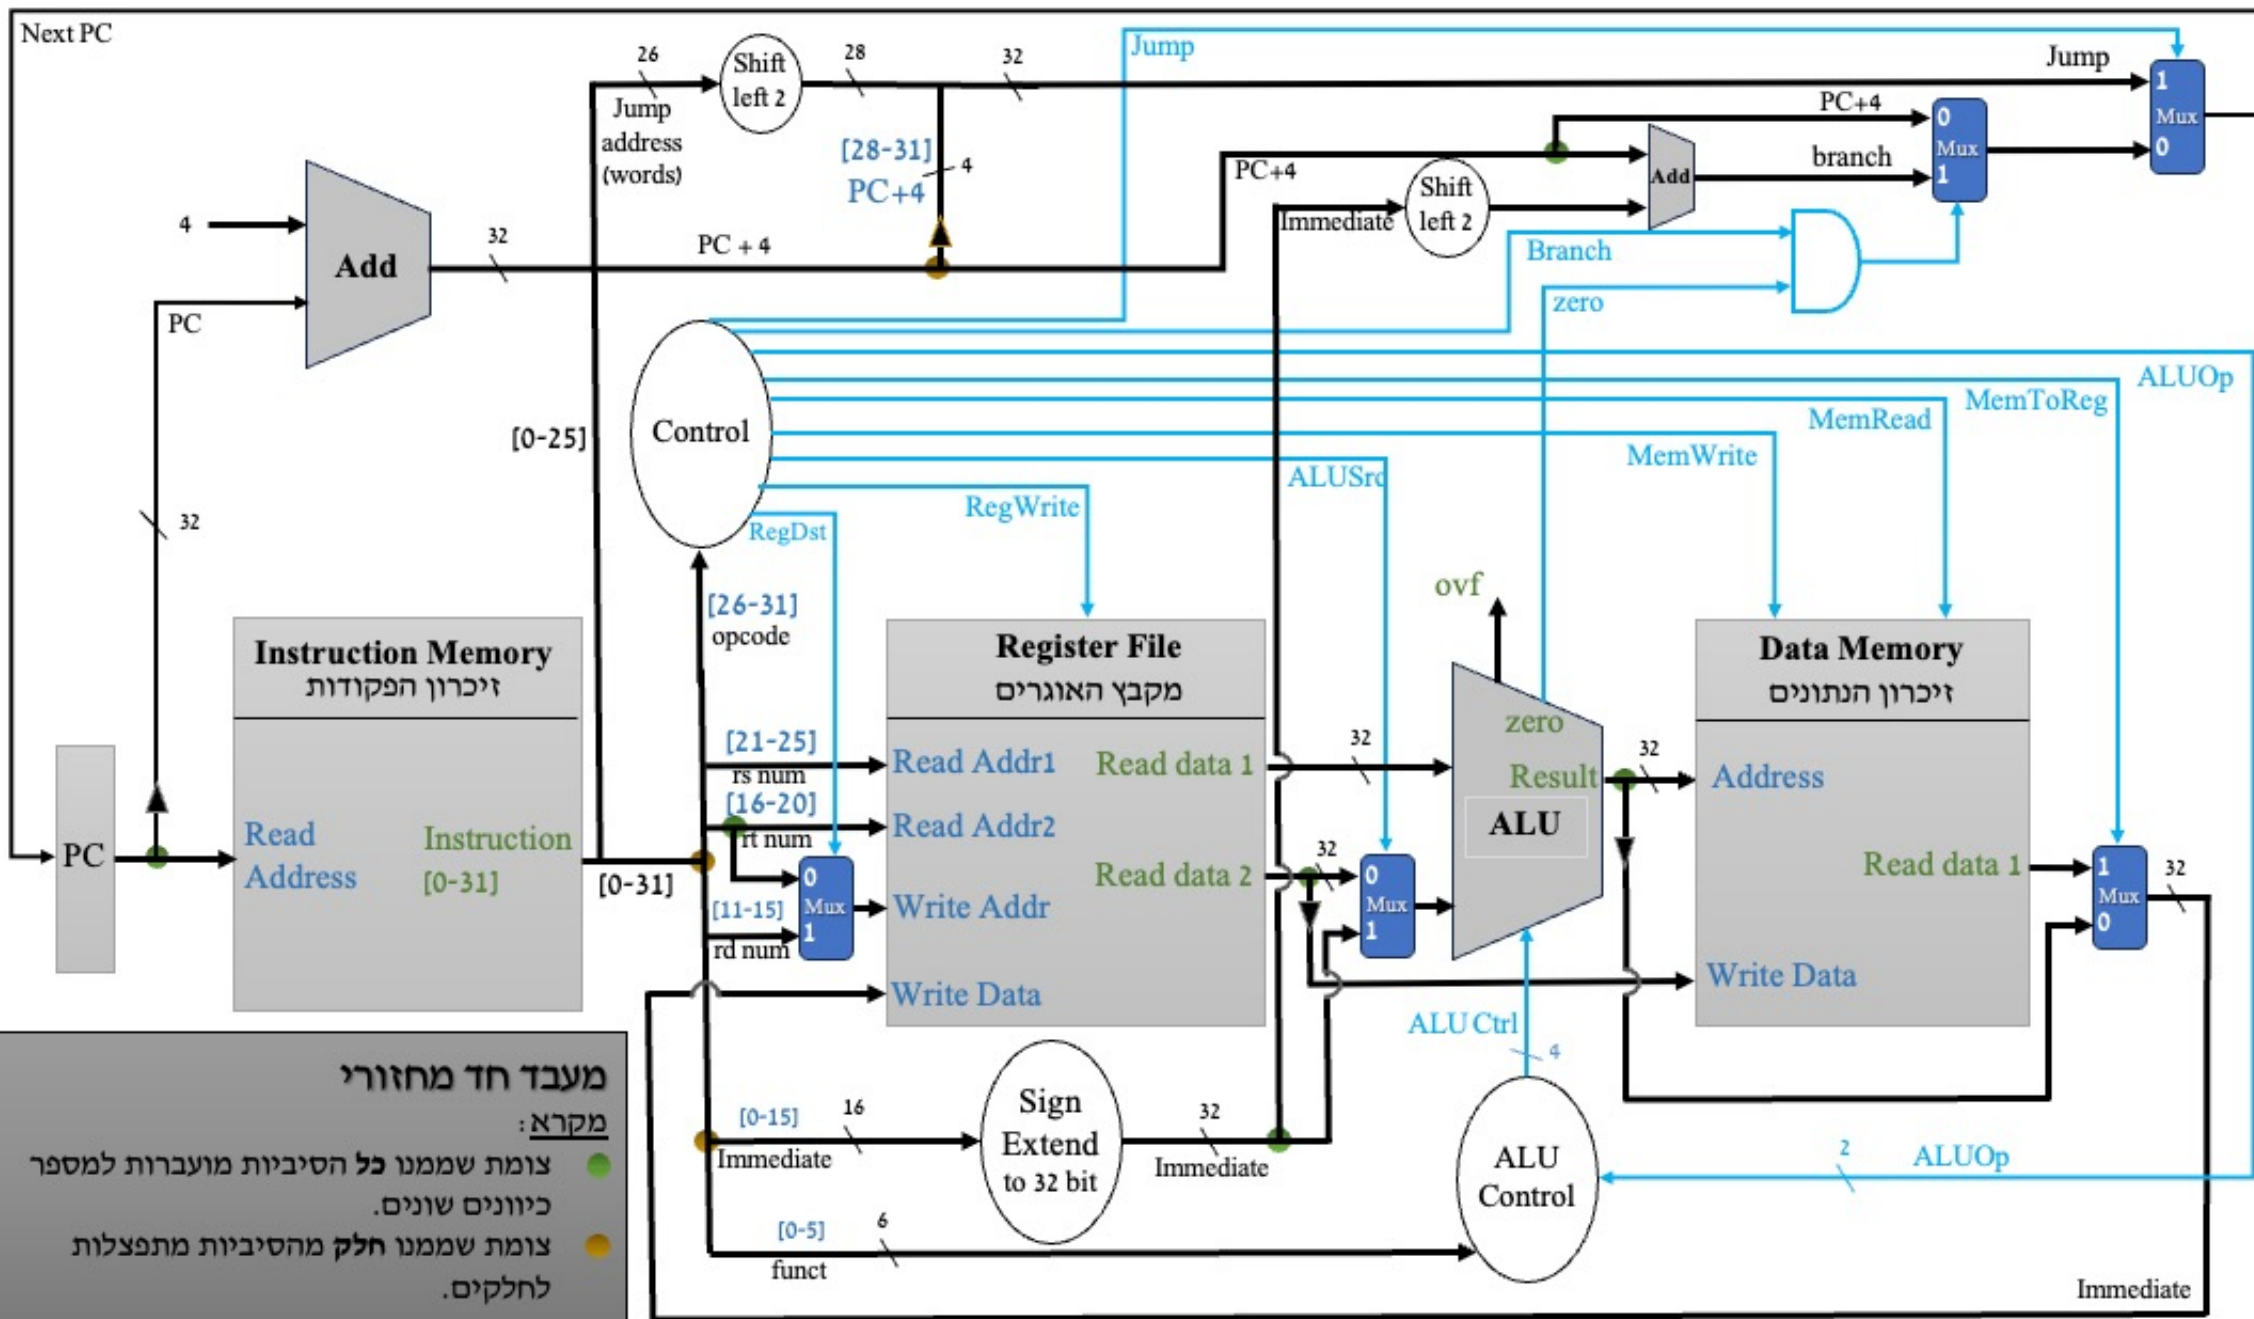 Next PC
26
Shift
left 2
28
32
Jump
Jump
address
(words)
[28-31]
PC+4
4
Jump
PC+4
1
Mux
0
0
Mux
1
PC+4
Add
branch
Immediate
Shift
left 2
Branch
zero
4
Add
32
PC + 4
PC
32
[0-25]
Control
ALUOp
MemToReg
MemRead
MemWrite
ALUSrc
RegWrite
RegDst
[26-31]
opcode
Instruction Memory
זיכרון הפקודות
Read
Address
Instruction
[0-31]
PC
[0-31]
[21-25]
rs num
[16-20]
rt num
[11-15]
rd num
0
Mux
1
Register File
מקבץ האוגרים
Read Addr1
Read Addr2
Write Addr
Write Data
Read data 1
Read data 2
32
32
0
Mux
1
ovf
zero
Result
ALU
32
Data Memory
זיכרון הנתונים
Address
Read data 1
Write Data
1
Mux
0
32
ALU Ctrl
4
[0-15]
16
Immediate
Sign
Extend
to 32 bit
32
Immediate
ALU
Control
2
ALUOp
[0-5]
6
funct
Immediate
מעבד חד מחזורי
מקרא:
צומת שממנו כל הסיביות מועברות למספר
כיוונים שונים.
צומת שממנו חלק מהסיביות מתפצלות
לחלקים.